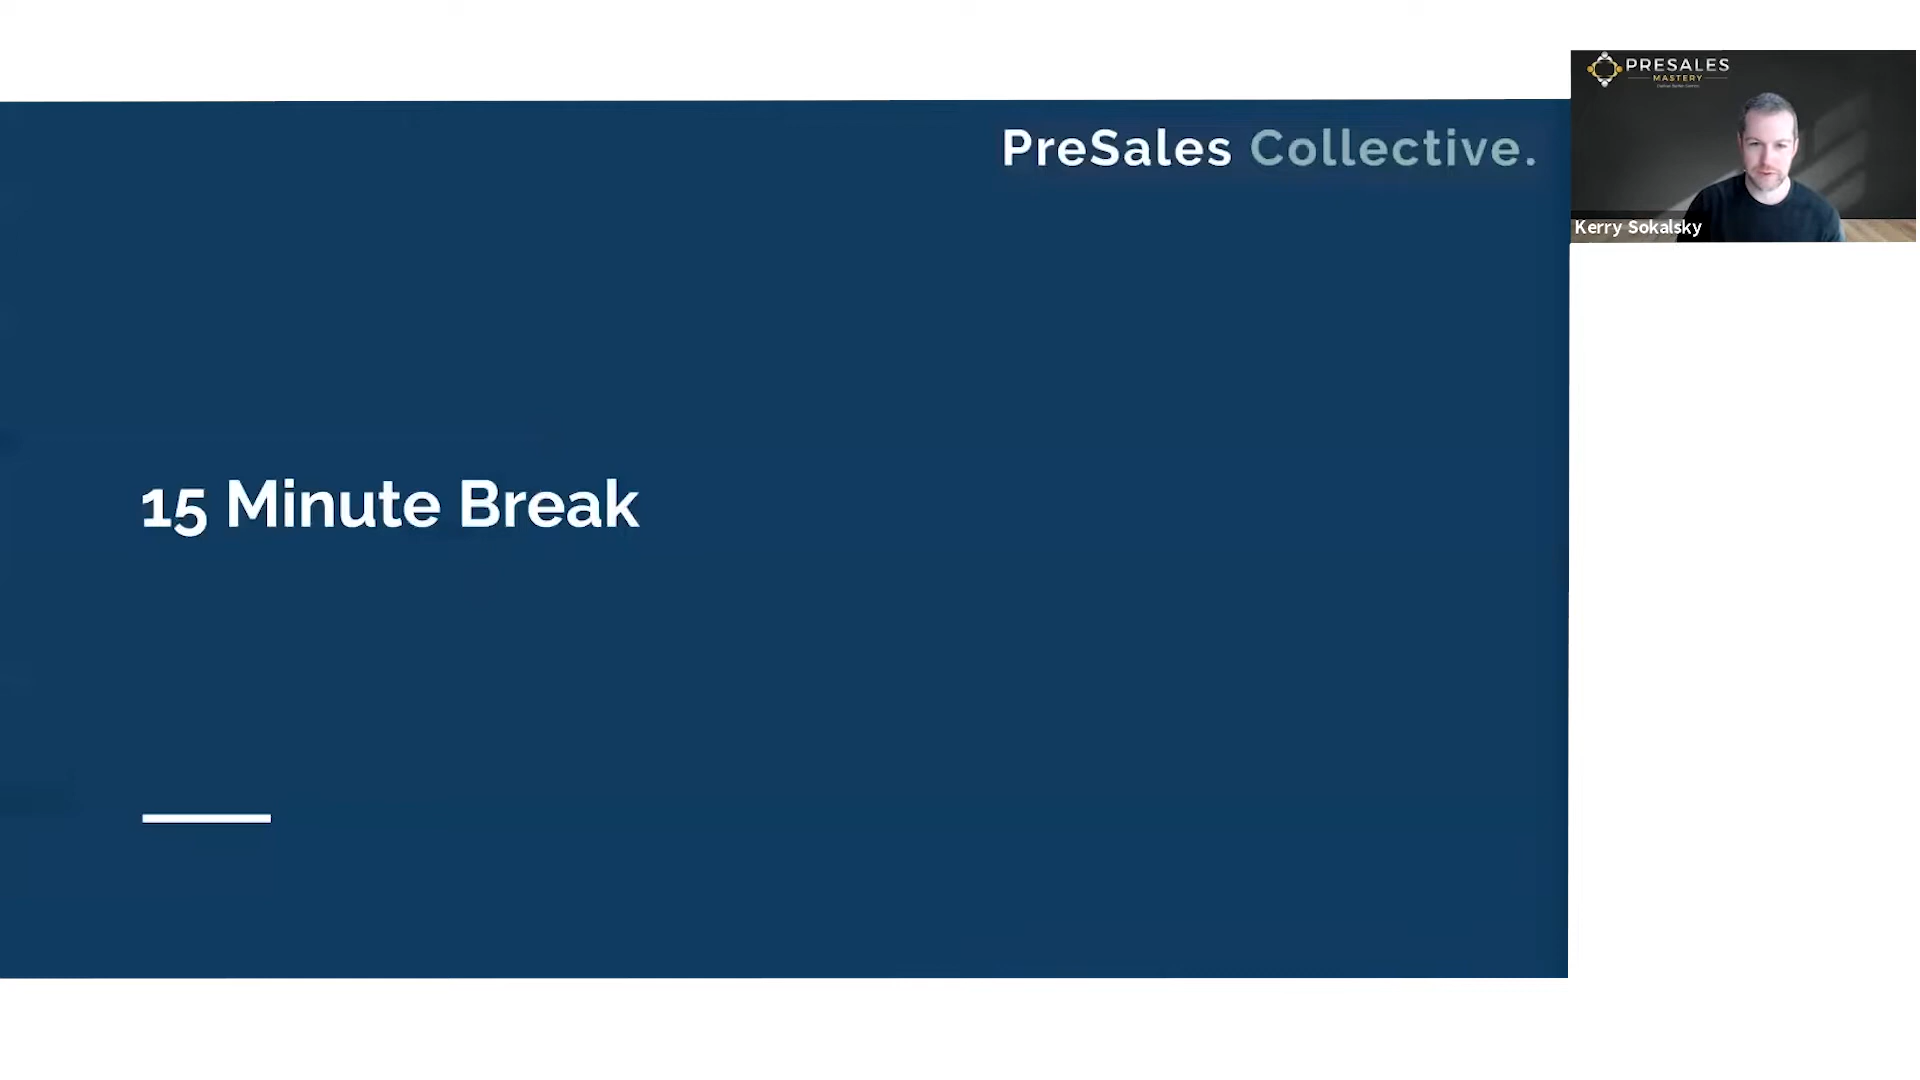 PRESALES
MASTERY
PreSales Collective.
Kerry Sokalsky
15 Minute Break